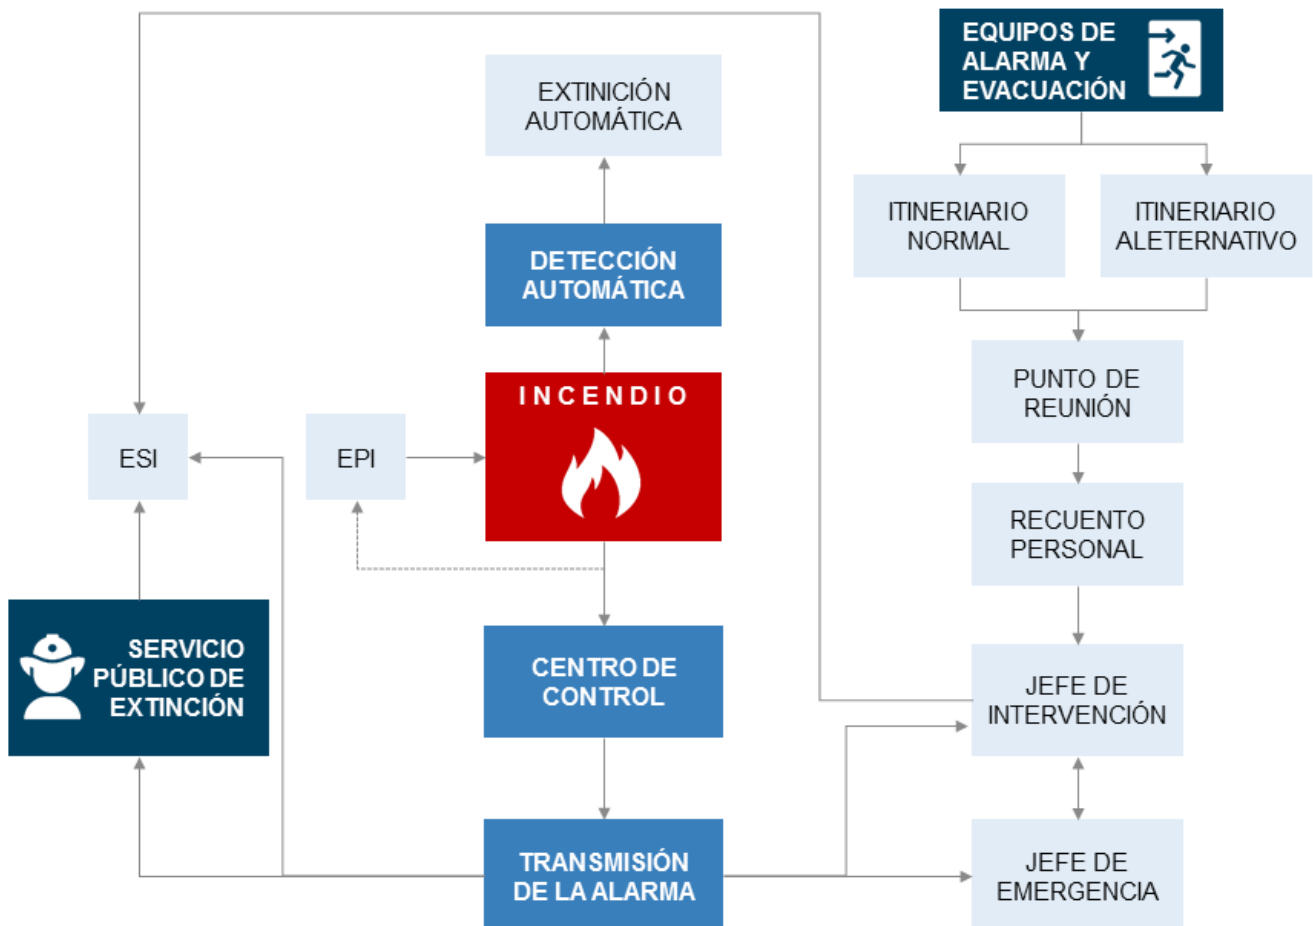 EQUIPOS DE
ALARMA Y
EVACUACIÓN
EXTINICIÓN
AUTOMÁTICA
ITINERIARIO
NORMAL
ITINERIARIO
ALETERNATIVO
DETECCIÓN
AUTOMÁTICA
PUNTO DE
REUNIÓN
INCENDIO
ESI
EPI
RECUENTO
PERSONAL
SERVICIO
PÚBLICO DE
EXTINCIÓN
CENTRO DE
CONTROL
JEFE DE
INTERVENCIÓN
TRANSMISIÓN
DE LA ALARMA
JEFE DE
EMERGENCIA